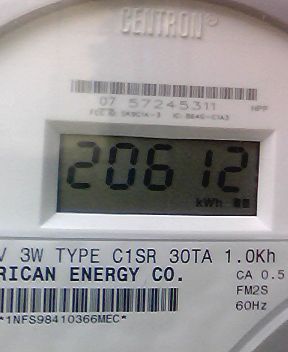 CENTRON®
07 57245311 NPP
20612
kWh
V 3W TYPE C1SR 30TA 1.0Kh
RICAN ENERGY CO.
CA 0.5
FM2S
60Hz
*1NFS98410366MEC*